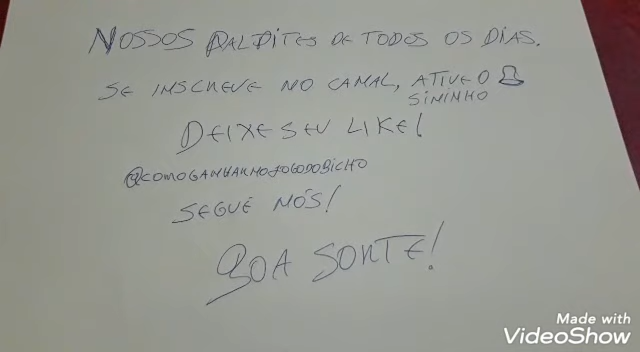 NOSSOS PALPITES DE TODOS OS DIAS.
SE INSCREVE NO CANAL, ATIVE O
SININHO
DEIXE SEU LIKE!
@COMOGANHARNOJOGODOBICHO
SEGUE NÓS!
BOA SORTE!
Made with
VideoShow